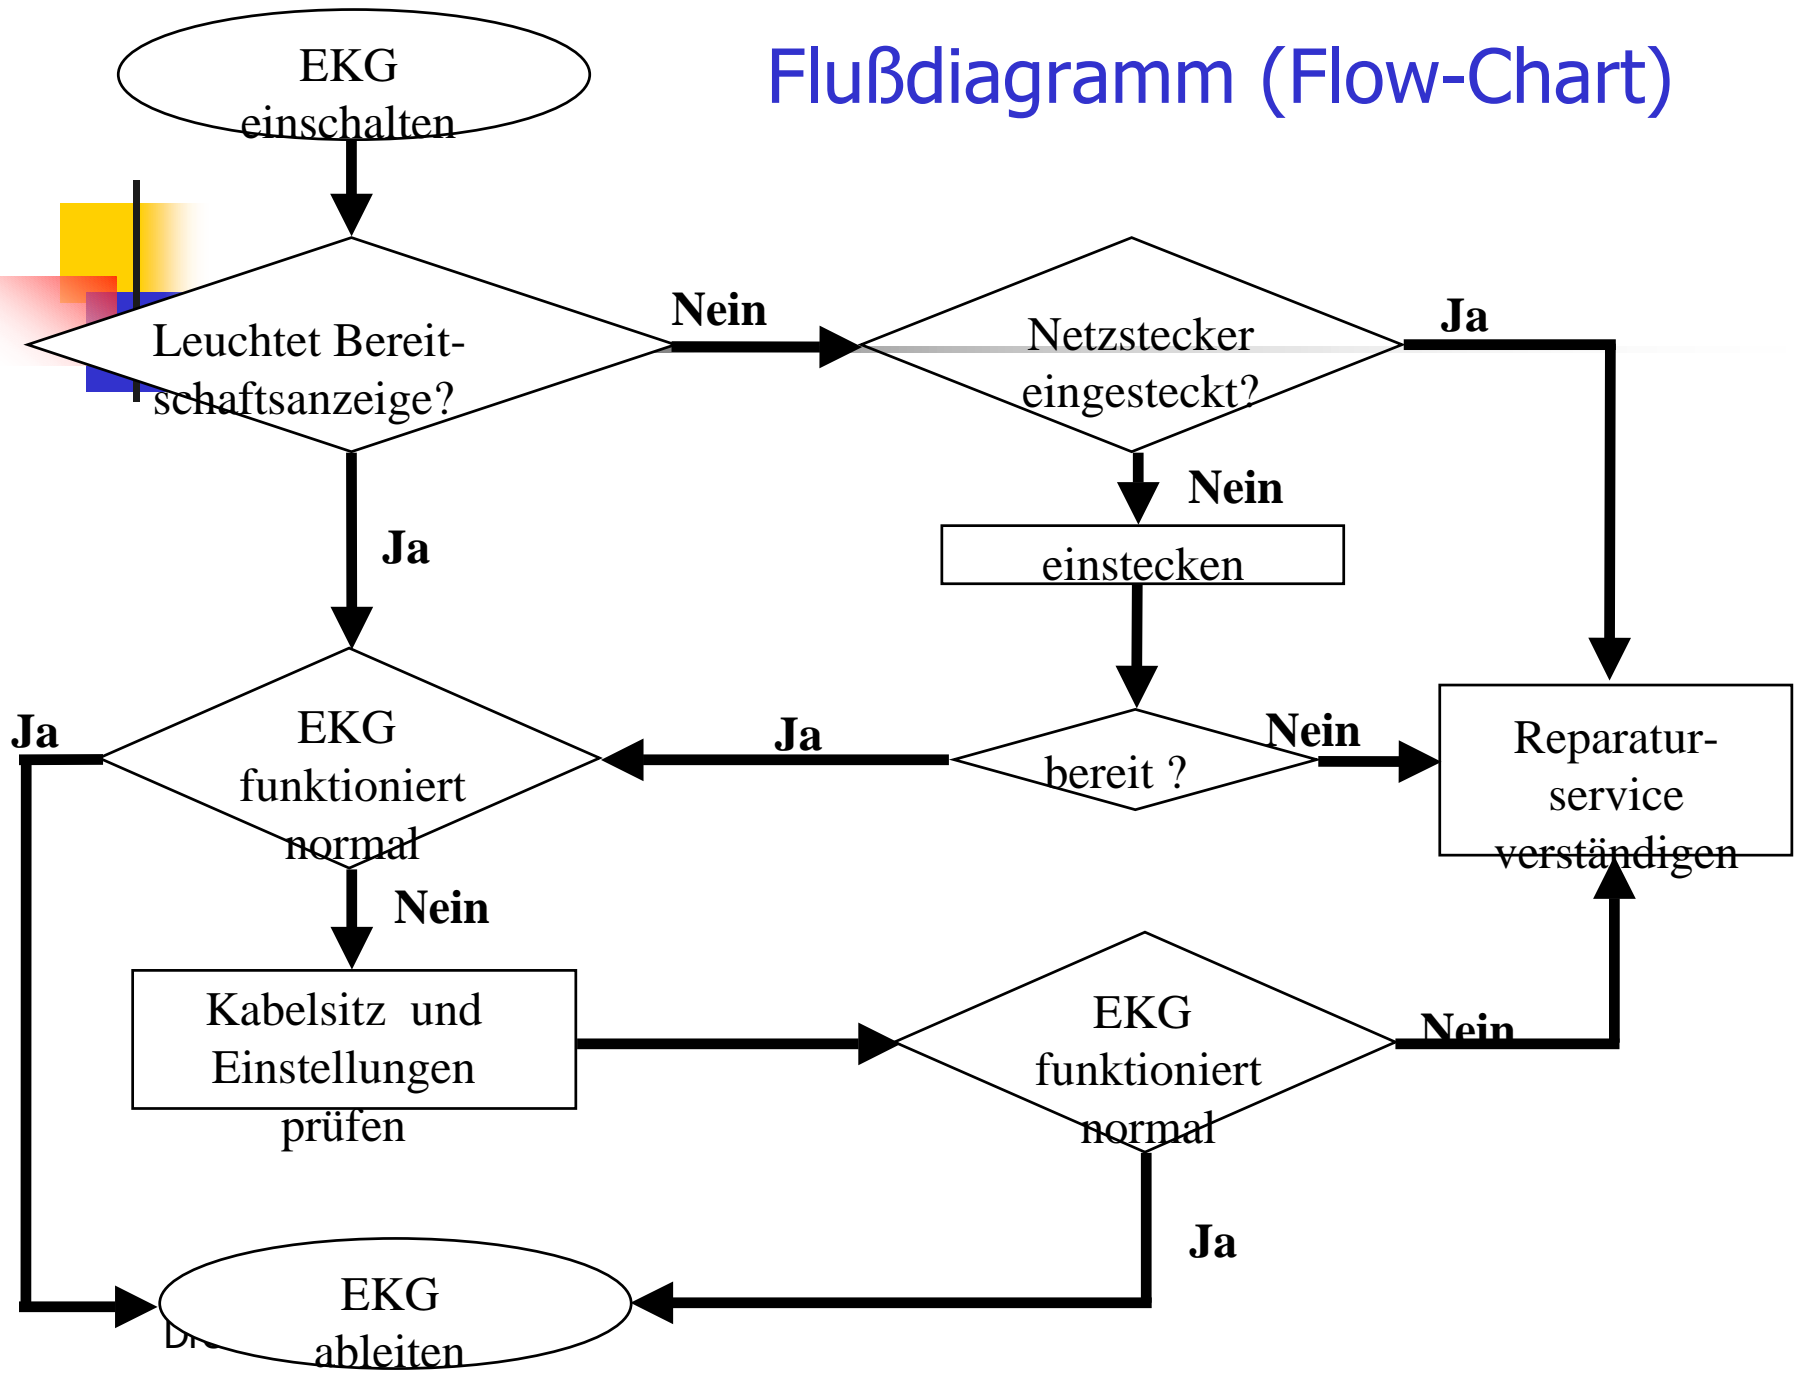 Flußdiagramm (Flow-Chart)
EKG
einschalten
Leuchtet Bereit-
schaftsanzeige?
Nein
Netzstecker
eingesteckt?
Ja
Nein
einstecken
Ja
Ja
EKG
funktioniert
normal
Ja
bereit ?
Nein
Reparatur-
service
verständigen
Nein
Kabelsitz und
Einstellungen
prüfen
EKG
funktioniert
normal
Nein
Ja
EKG
ableiten